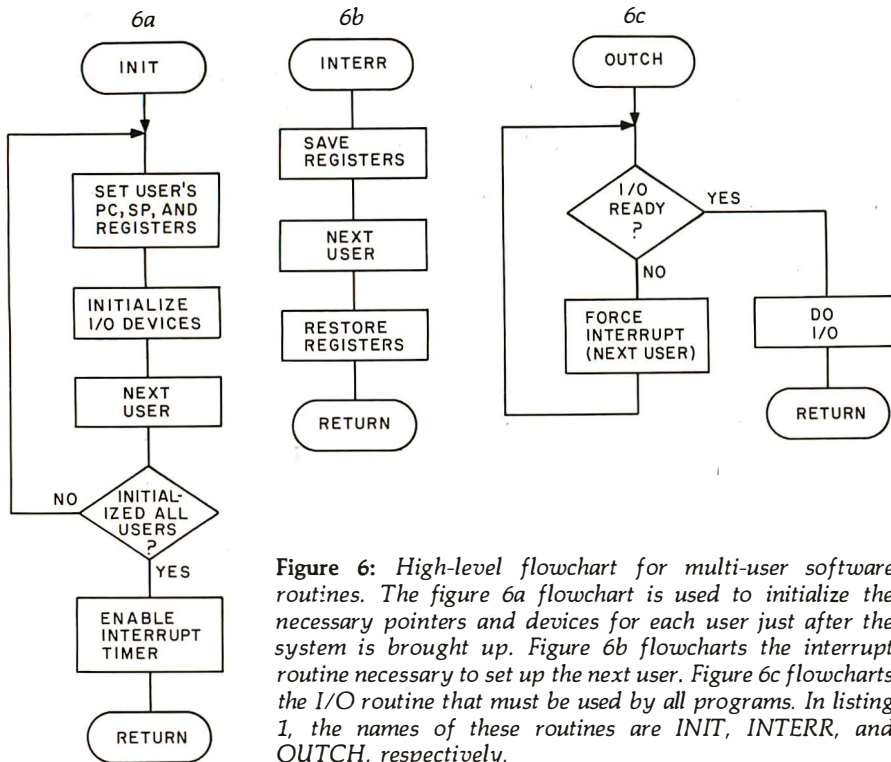 6a
INIT
SET USER'S
PC, SP, AND
REGISTERS
INITIALIZE
I/O DEVICES
NEXT
USER
INITIAL-
IZED ALL
USERS
?
NO
YES
ENABLE
INTERRUPT
TIMER
RETURN
6b
INTERR
SAVE
REGISTERS
NEXT
USER
RESTORE
REGISTERS
RETURN
6c
OUTCH
I/O
READY
?
YES
NO
FORCE
INTERRUPT
(NEXT USER)
DO
I/O
RETURN
Figure 6: High-level flowchart for multi-user software
routines. The figure 6a flowchart is used to initialize the
necessary pointers and devices for each user just after the
system is brought up. Figure 6b flowcharts the interrupt
routine necessary to set up the next user. Figure 6c flowcharts
the I/O routine that must be used by all programs. In listing
1, the names of these routines are INIT, INTERR, and
OUTCH, respectively.